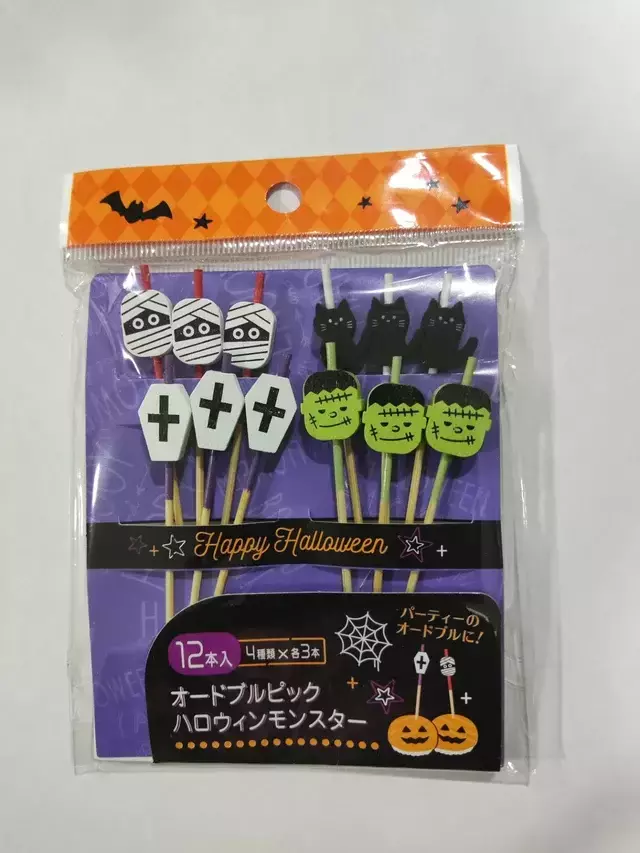 Happy Halloween
12本入
4種類×各3本
オードブルピック
ハロウィンモンスター
パーティーの
オードブルに!